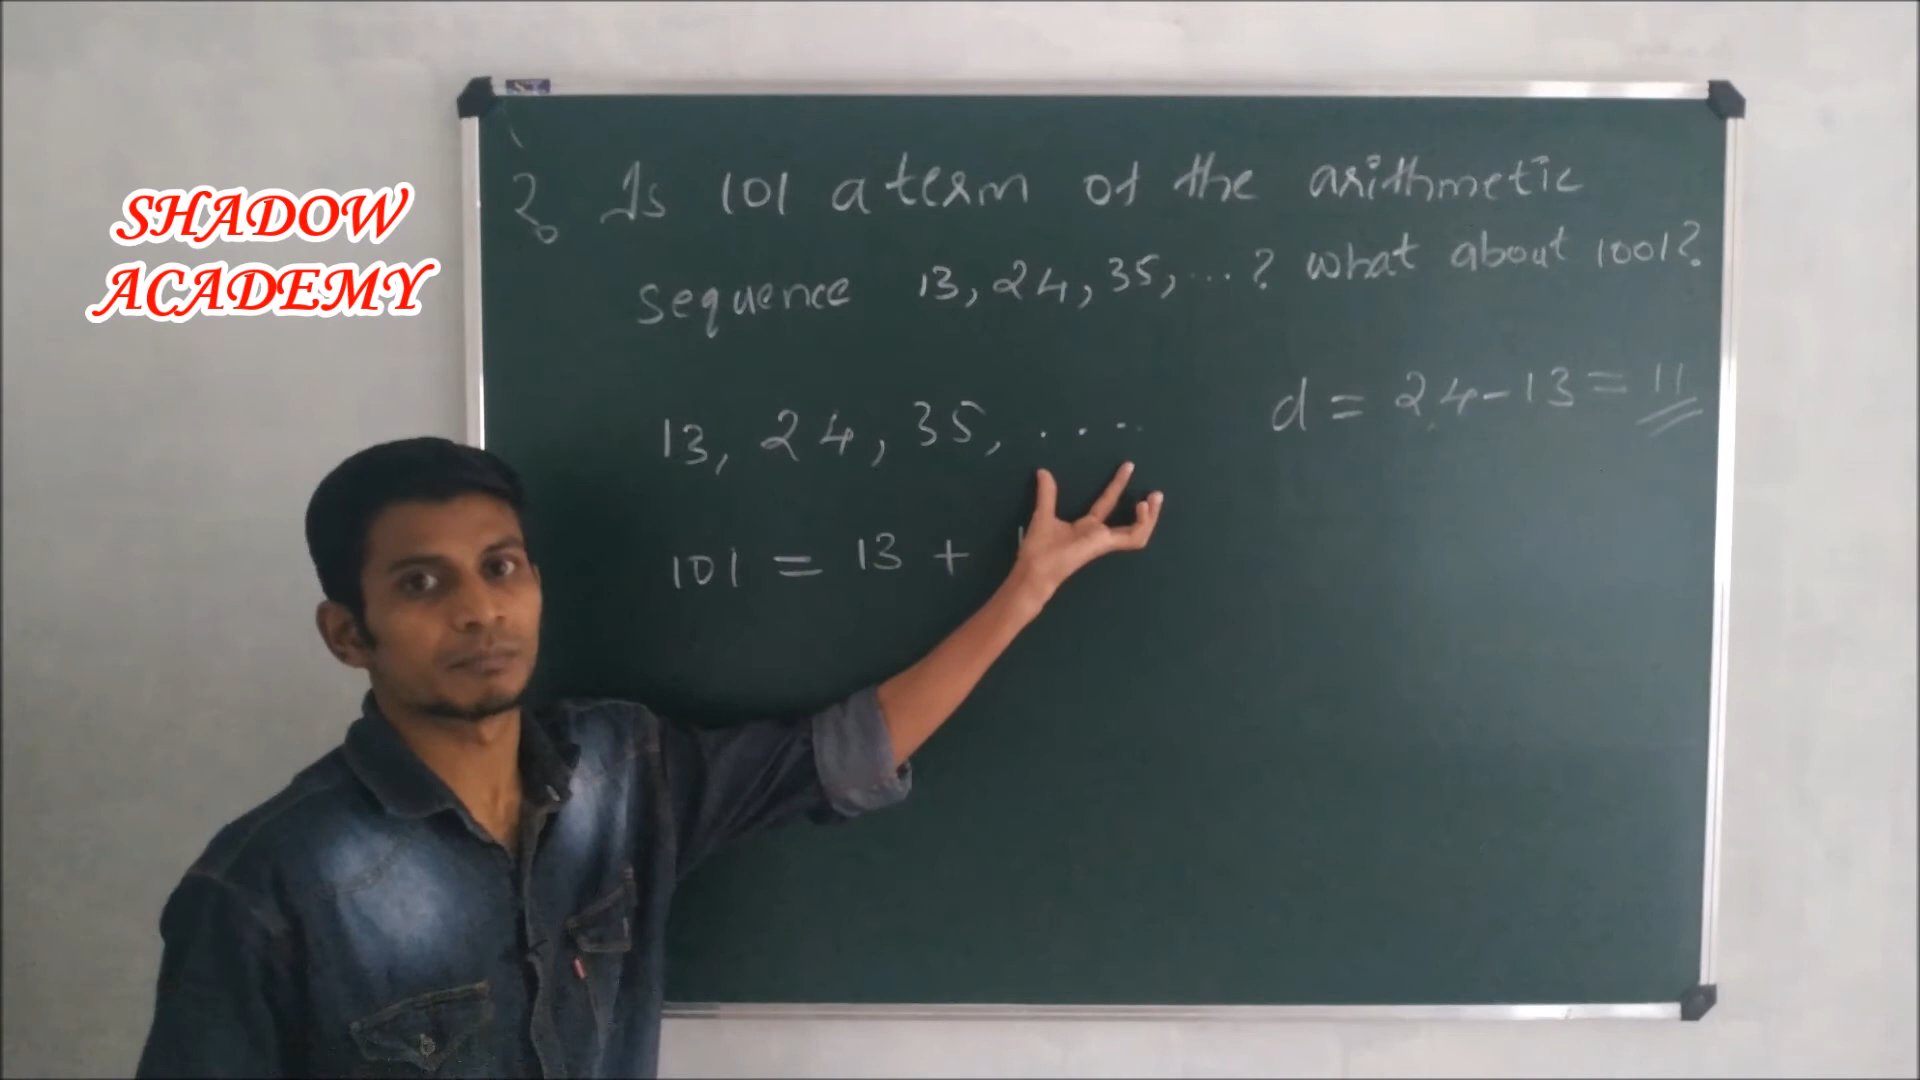 SHADOW
ACADEMY
? Is 101 a term of the arithmetic
sequence 13, 24, 35, ... ? what about 1001?
13, 24, 35, ....
d = 24-13 = 11
101 = 13 +